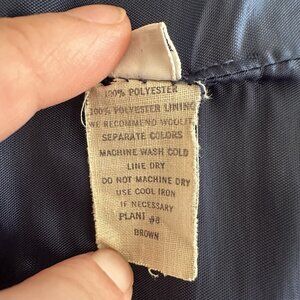 100% POLYESTER
100% POLYESTER LINING
WE RECOMMEND WOOLITE
SEPARATE COLORS
MACHINE WASH COLD
LINE DRY
DO NOT MACHINE DRY
USE COOL IRON
IF NECESSARY
PLANT #8
BROWN